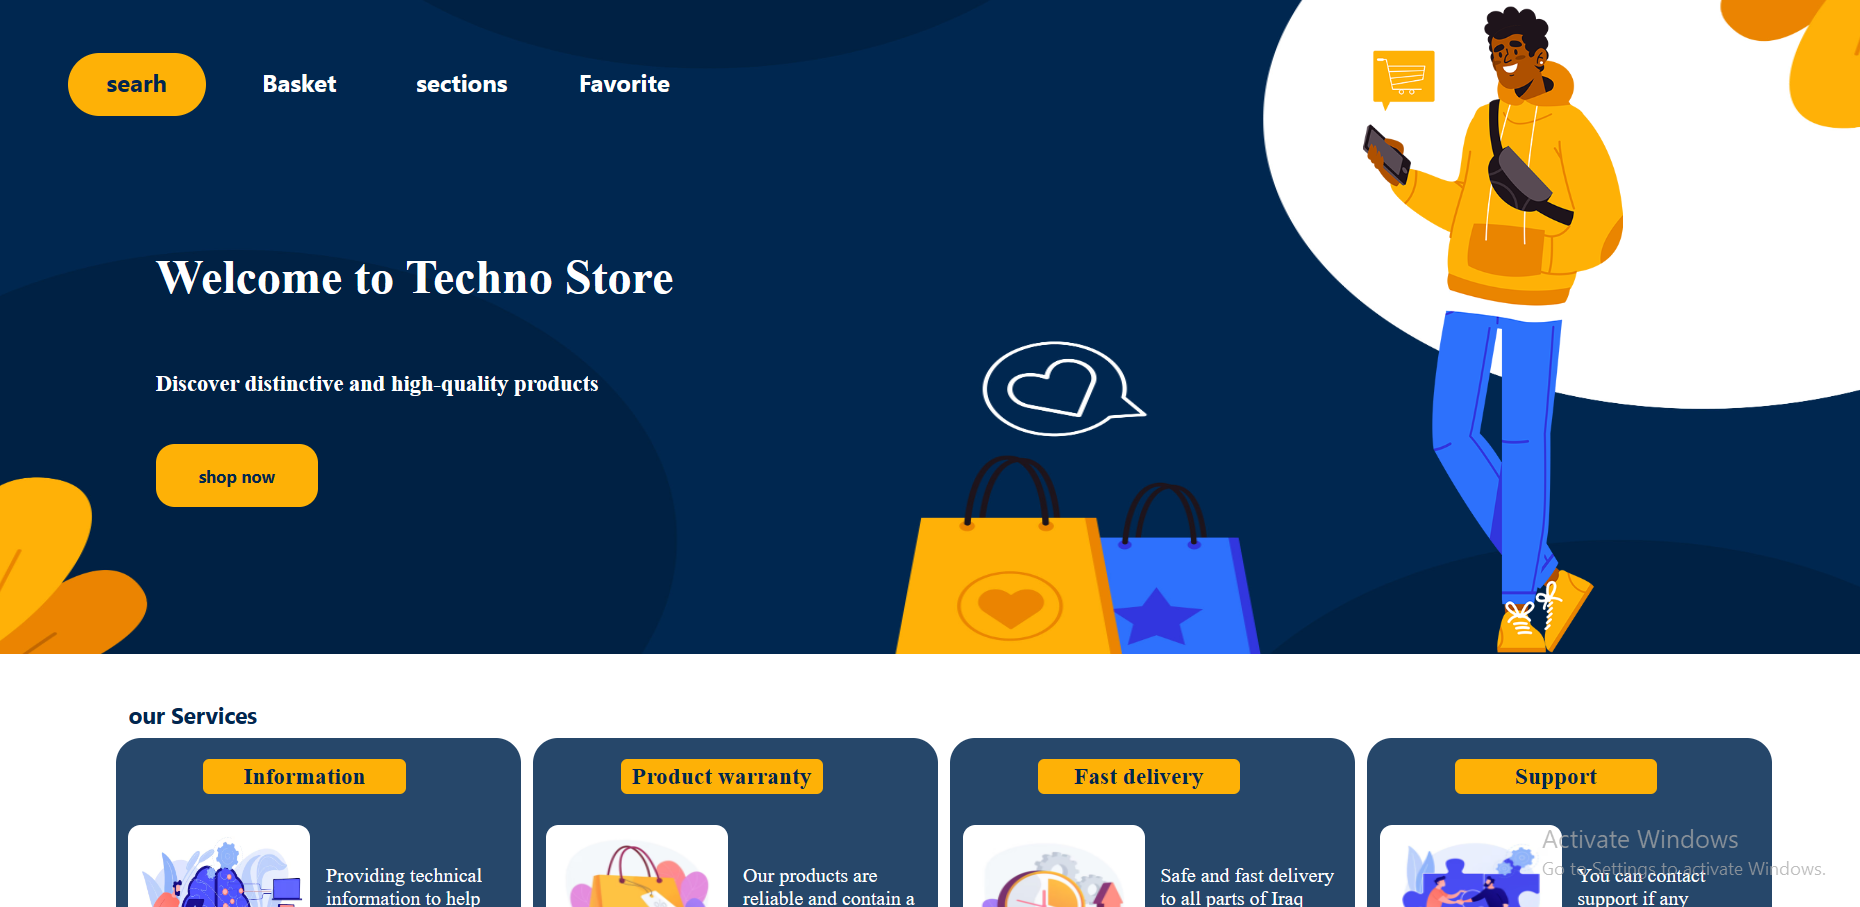 searh
Basket
sections
Favorite
Welcome to Techno Store
Discover distinctive and high-quality products
shop now
our Services
Information
Product warranty
Fast delivery
Support
Providing technical
information to help
Our products are
reliable and contain a
Safe and fast delivery
to all parts of Iraq
You can contact
support if any
Activate Windows
Go to Settings to activate Windows.